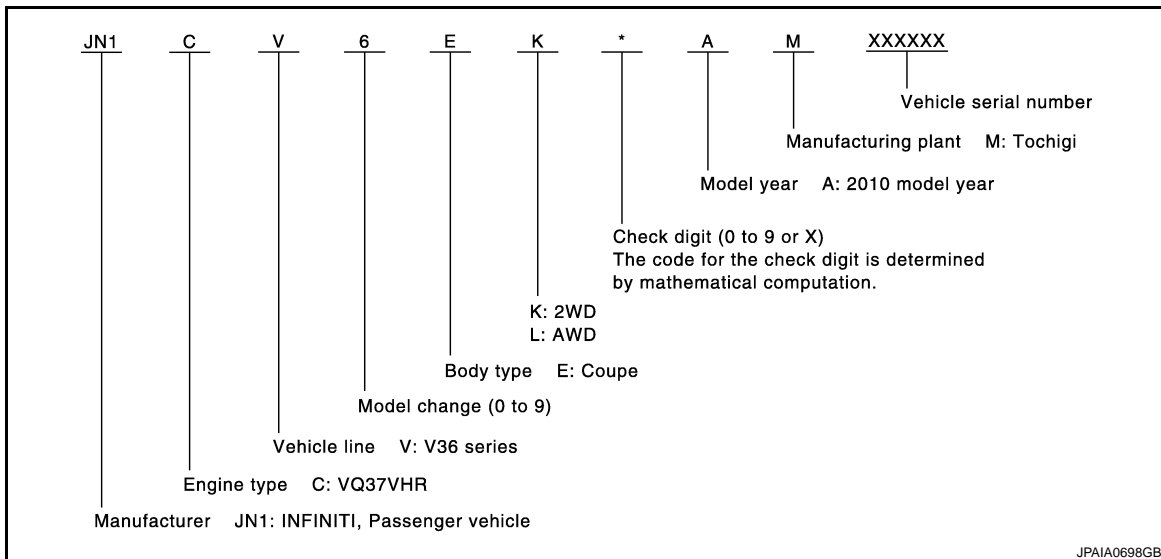 JN1 C V 6 E K * A M XXXXXX
Vehicle serial number
Manufacturing plant M: Tochigi
Model year A: 2010 model year
Check digit (0 to 9 or X)
The code for the check digit is determined
by mathematical computation.
K: 2WD
L: AWD
Body type E: Coupe
Model change (0 to 9)
Vehicle line V: V36 series
Engine type C: VQ37VHR
Manufacturer JN1: INFINITI, Passenger vehicle
JPAIA0698GB